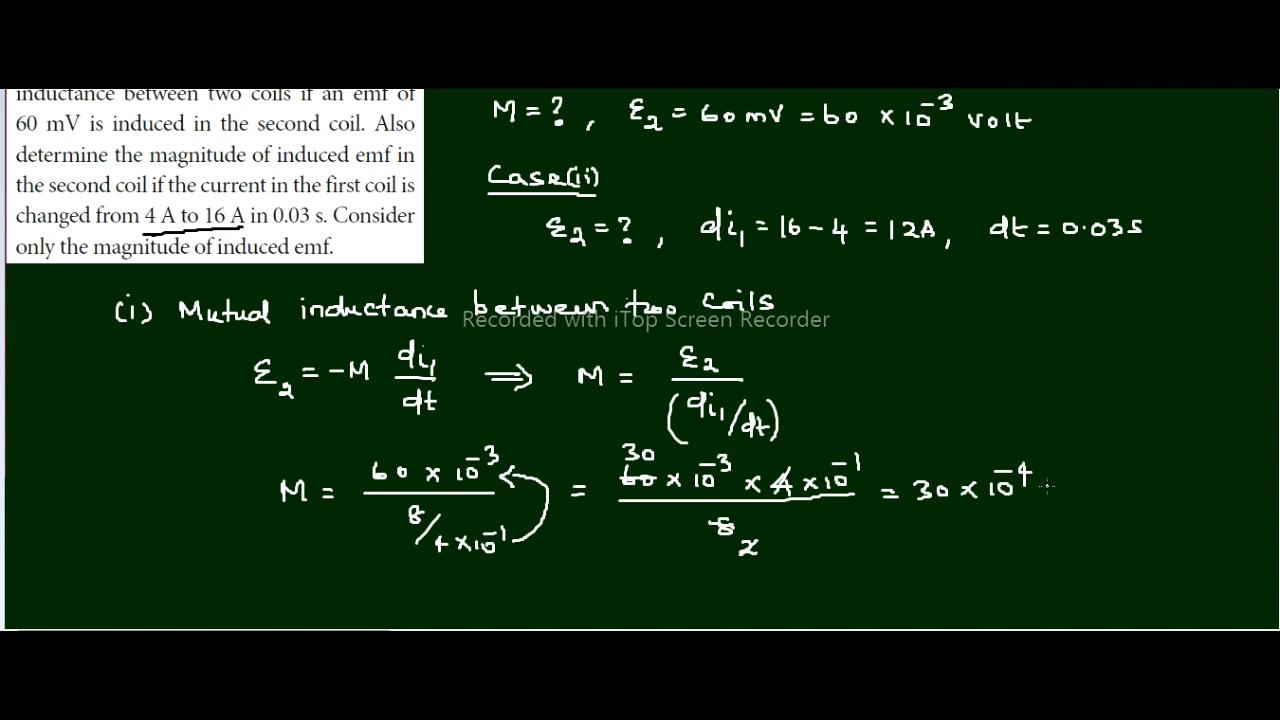 inductance between two coils if an emf of
60 mV is induced in the second coil. Also
determine the magnitude of induced emf in
the second coil if the current in the first coil is
changed from 4 A to 16 A in 0.03 s. Consider
only the magnitude of induced emf.
M = ? , ε₂ = 60 mV = 60 × 10⁻³ volt
Case(ii)
ε₂ = ? , di₁ = 16 − 4 = 12A, dt = 0.03s
(i) Mutual inductance between two coils
Recorded with iTop Screen Recorder
ε₂ = −M di₁/dt ⟹ M = ε₂/(di₁/dt)
M = 60 × 10⁻³ / 8/4×10⁻¹ = 30 60 × 10⁻³ × 4 × 10⁻¹ / 8 2 = 30 × 10⁻⁴